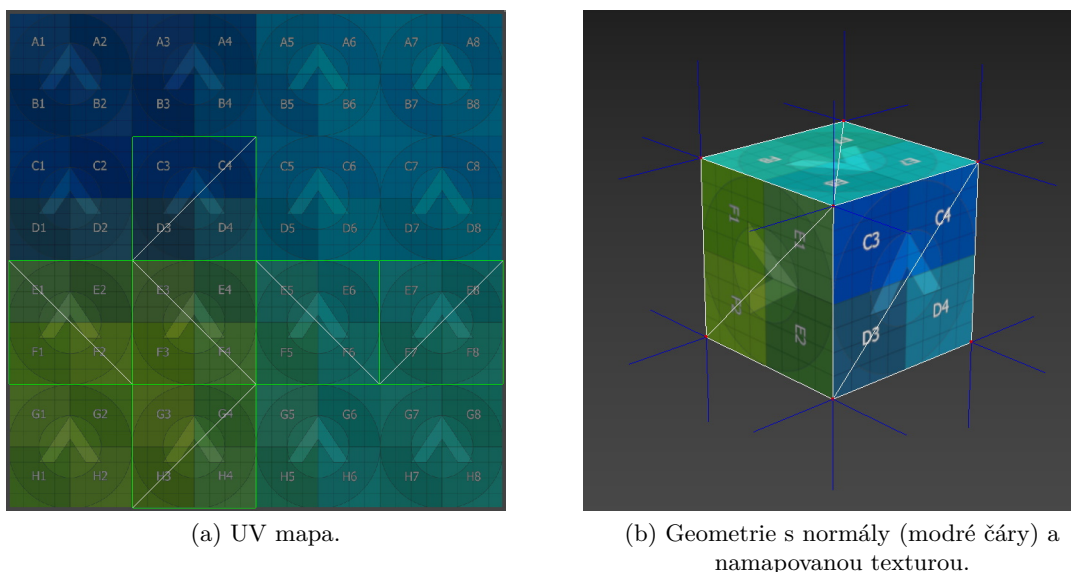 A1 A2 A3 A4 A5 A6 A7 A8
B1 B2 B3 B4 B5 B6 B7 B8
C1 C2 C3 C4 C5 C6 C7 C8
D1 D2 D3 D4 D5 D6 D7 D8
E1 E2 E3 E4 E5 E6 E7 E8
F1 F2 F3 F4 F5 F6 F7 F8
G1 G2 G3 G4 G5 G6 G7 G8
H1 H2 H3 H4 H5 H6 H7 H8
(a) UV mapa.
F1 E1 C3 C4
F2 E2 D3 D4
(b) Geometrie s normály (modré čáry) a
namapovanou texturou.